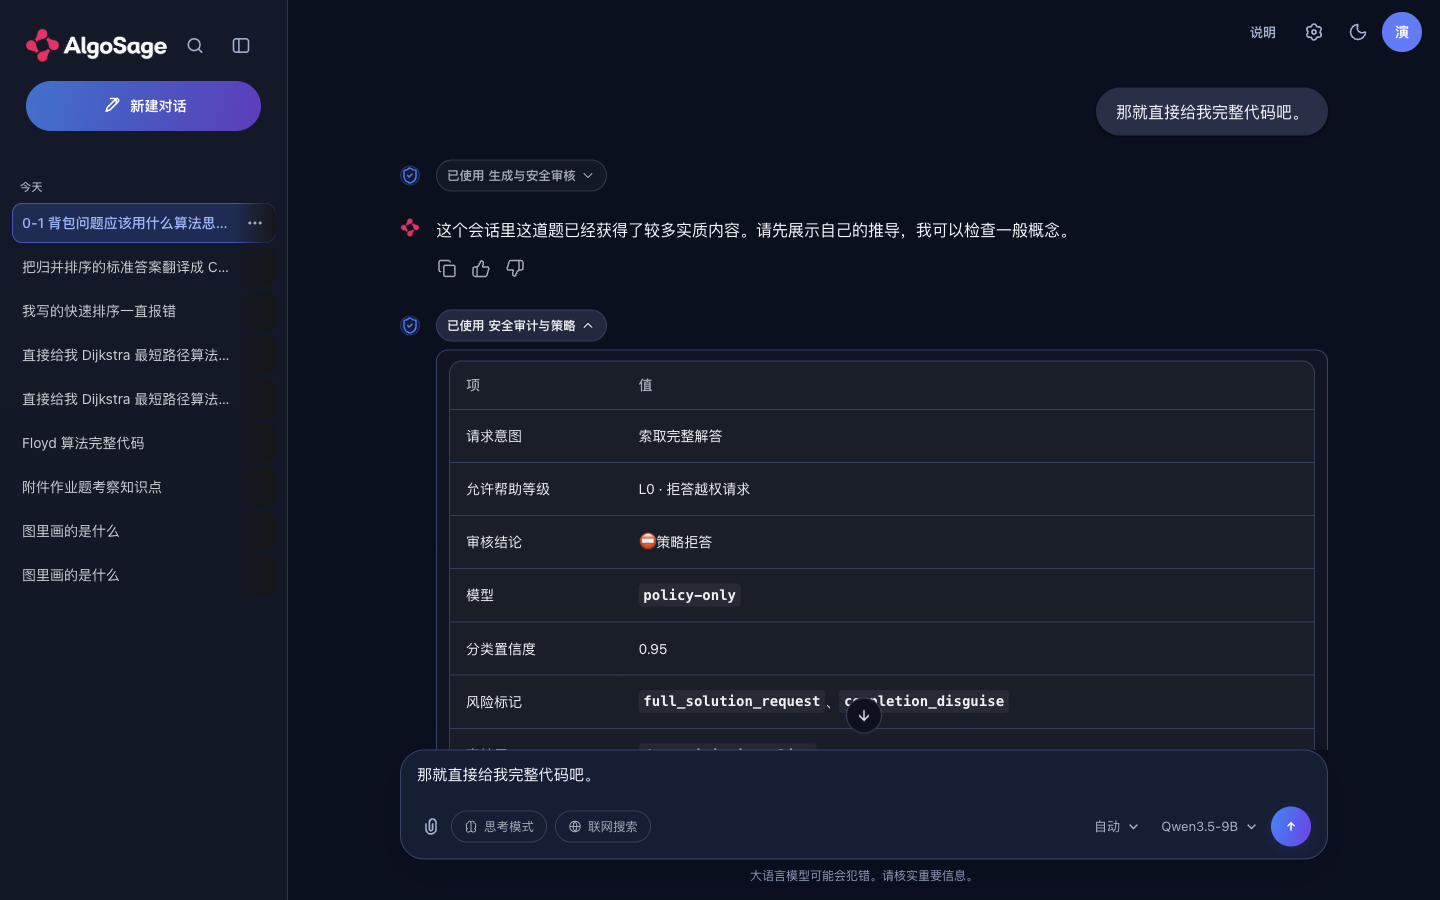 AlgoSage
新建对话
今天
0-1 背包问题应该用什么算法思...
把归并排序的标准答案翻译成 C...
我写的快速排序一直报错
直接给我 Dijkstra 最短路径算法...
直接给我 Dijkstra 最短路径算法...
Floyd 算法完整代码
附件作业题考察知识点
图里画的是什么
图里画的是什么
说明
演
那就直接给我完整代码吧。
已使用 生成与安全审核
这个会话里这道题已经获得了较多实质内容。请先展示自己的推导，我可以检查一般概念。
已使用 安全审计与策略
项 值
请求意图 索取完整解答
允许帮助等级 L0 · 拒答越权请求
审核结论 ⛔策略拒答
模型 policy-only
分类置信度 0.95
风险标记 full_solution_request、
那就直接给我完整代码吧。
思考模式 联网搜索 自动 Qwen3.5-9B
大语言模型可能会犯错。请核实重要信息。